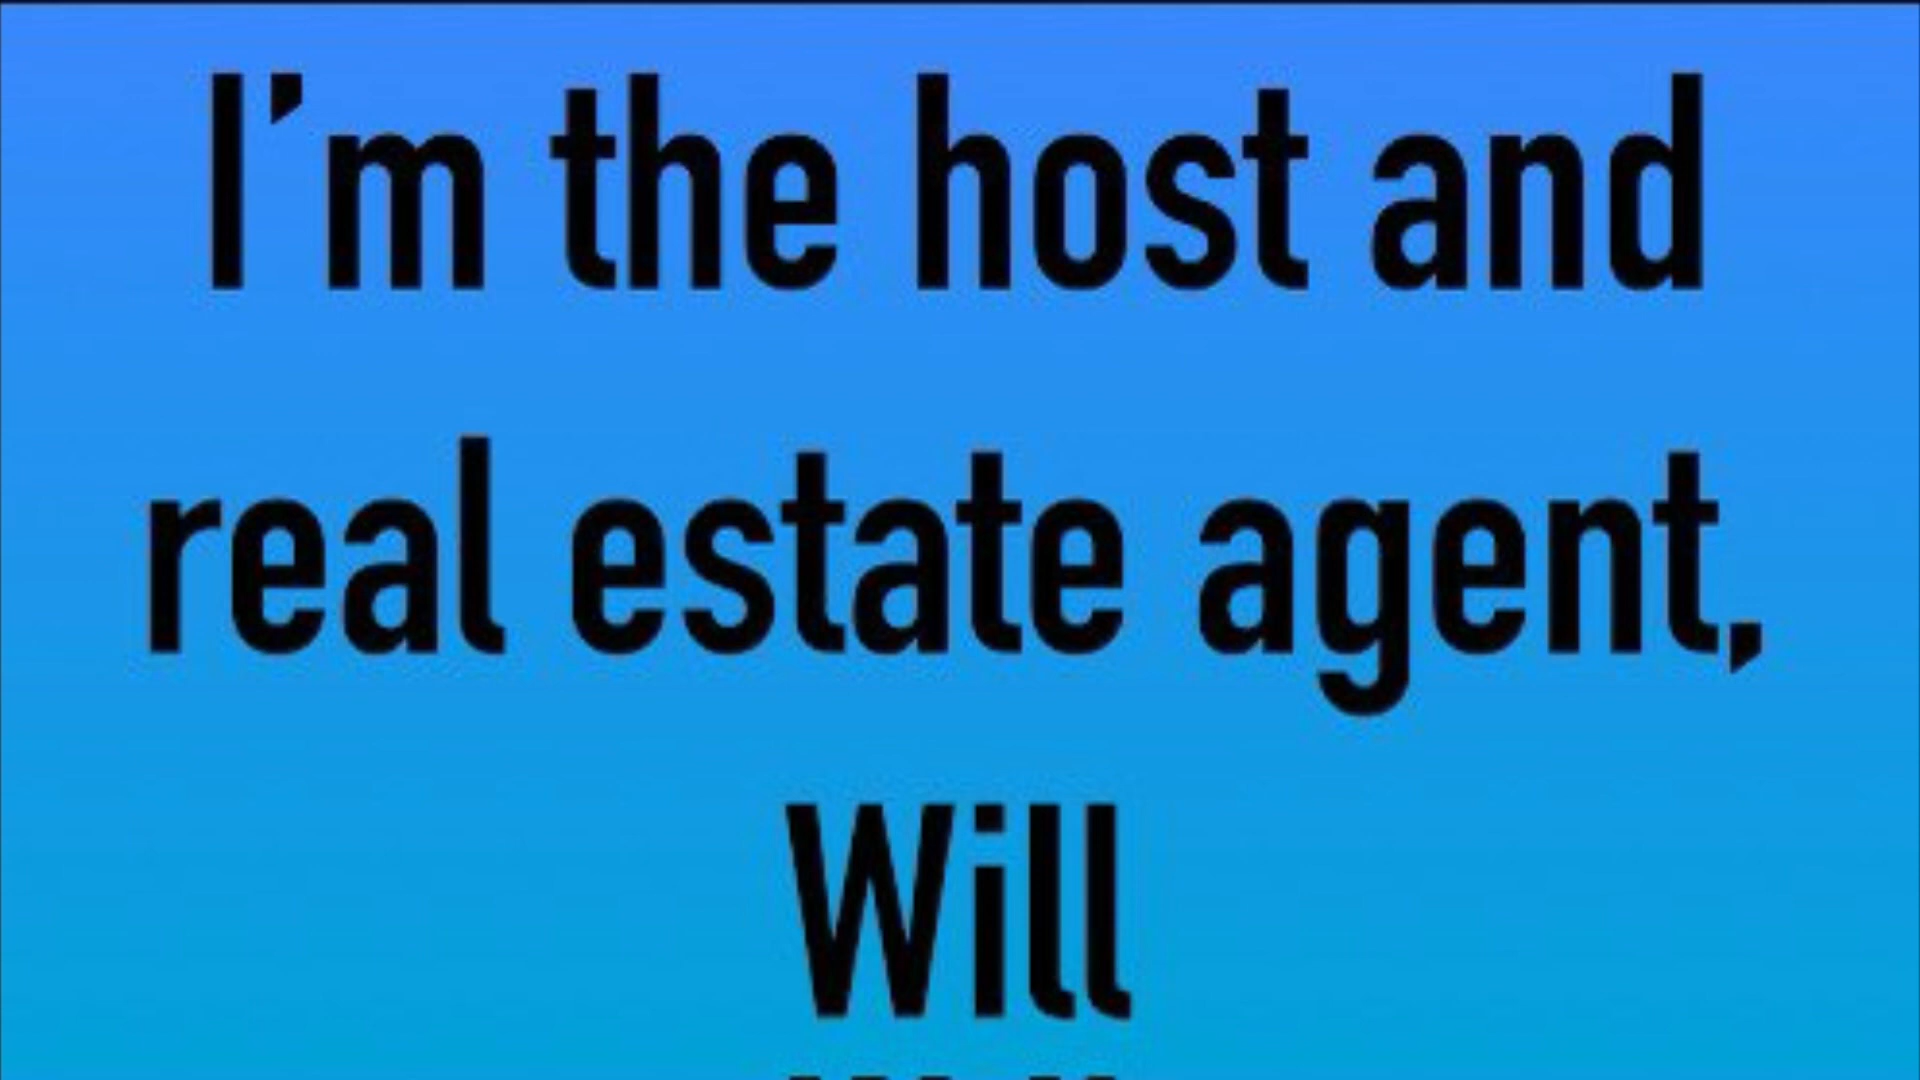 I'm the host and
real estate agent,
Will